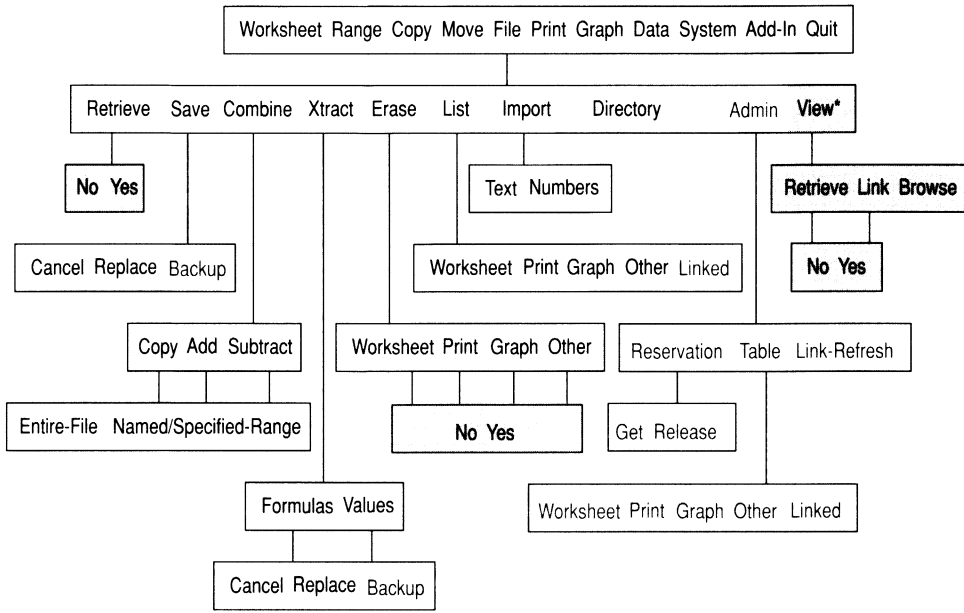 Worksheet Range Copy Move File Print Graph Data System Add-In Quit
Retrieve Save Combine Xtract Erase List Import Directory Admin View*
No Yes
Text Numbers
Retrieve Link Browse
Cancel Replace Backup
Worksheet Print Graph Other Linked
No Yes
Copy Add Subtract
Worksheet Print Graph Other
Reservation Table Link-Refresh
Entire-File Named/Specified-Range
No Yes
Get Release
Formulas Values
Worksheet Print Graph Other Linked
Cancel Replace Backup